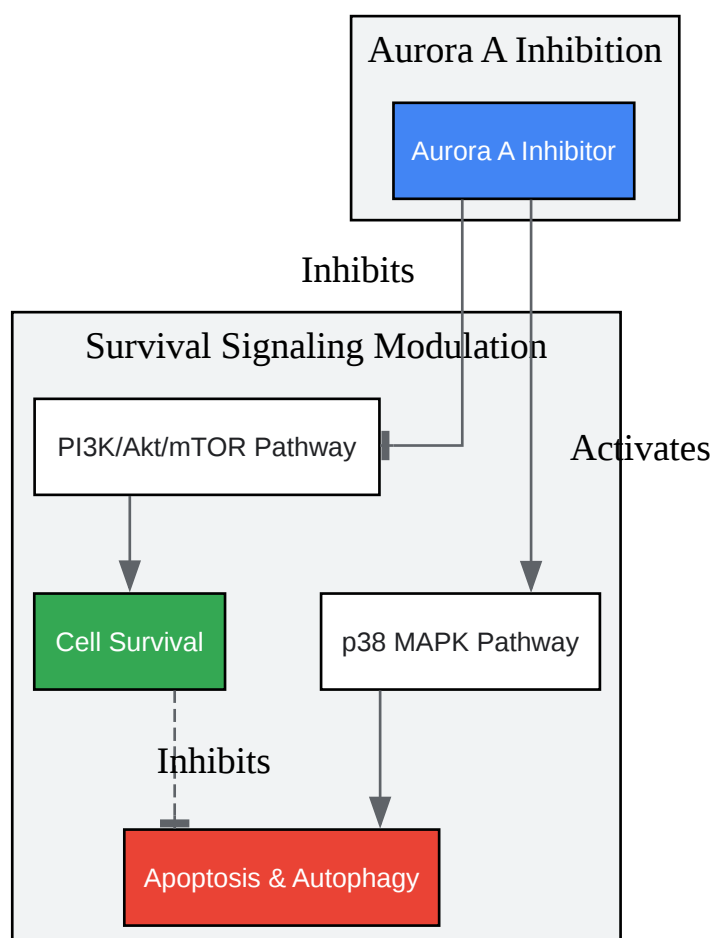 Aurora A Inhibition
Aurora A Inhibitor
Inhibits
Survival Signaling Modulation
PI3K/Akt/mTOR Pathway
Activates
Cell Survival
p38 MAPK Pathway
Inhibits
Apoptosis & Autophagy